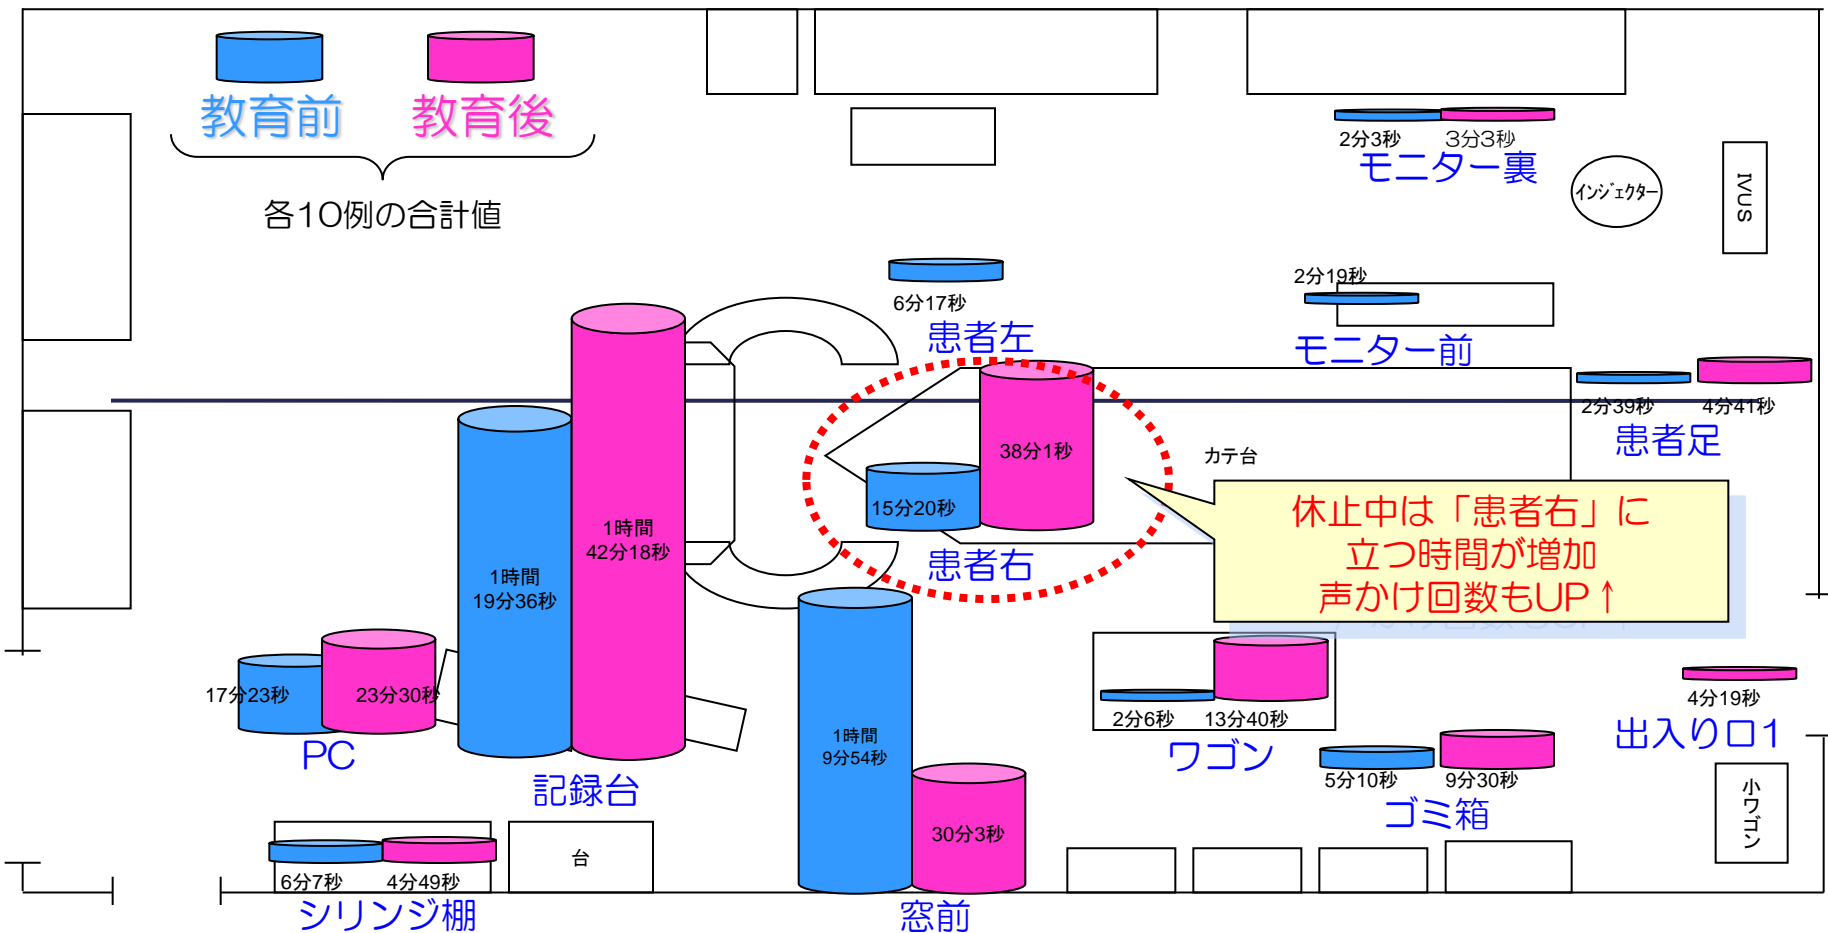 教育前
教育後
各10例の合計値
2分3秒
3分3秒
モニター裏
インジェクター
IVUS
6分17秒
患者左
2分19秒
モニター前
2分39秒
4分41秒
患者足
カテ台
38分1秒
15分20秒
患者右
休止中は「患者右」に
立つ時間が増加
声かけ回数もUP↑
1時間
42分18秒
1時間
19分36秒
記録台
17分23秒
23分30秒
PC
1時間
9分54秒
30分3秒
窓前
2分6秒
13分40秒
ワゴン
4分19秒
出入り口1
5分10秒
9分30秒
ゴミ箱
小ワゴン
6分7秒
4分49秒
シリンジ棚
台